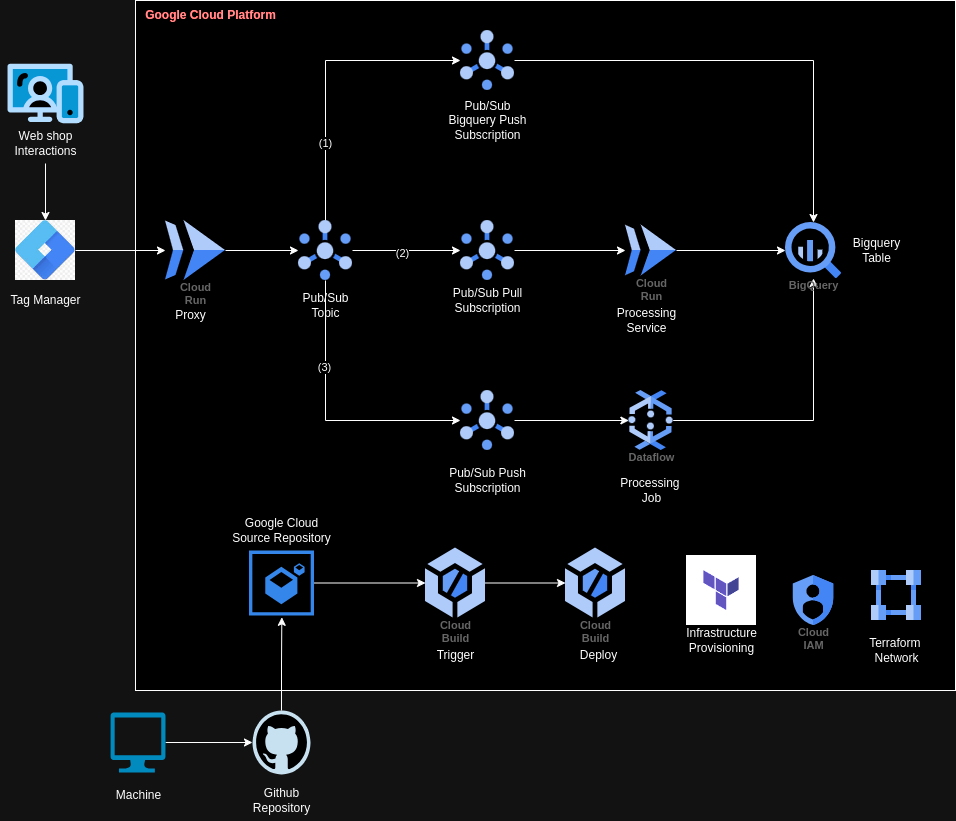 Google Cloud Platform
Web shop
Interactions
Tag Manager
Cloud
Run
Proxy
Pub/Sub
Topic
(1)
(2)
(3)
Pub/Sub
Bigquery Push
Subscription
Pub/Sub Pull
Subscription
Cloud
Run
Processing
Service
BigQuery
Bigquery
Table
Pub/Sub Push
Subscription
Dataflow
Processing
Job
Google Cloud
Source Repository
Cloud
Build
Trigger
Cloud
Build
Deploy
Infrastructure
Provisioning
Cloud
IAM
Terraform
Network
Machine
Github
Repository